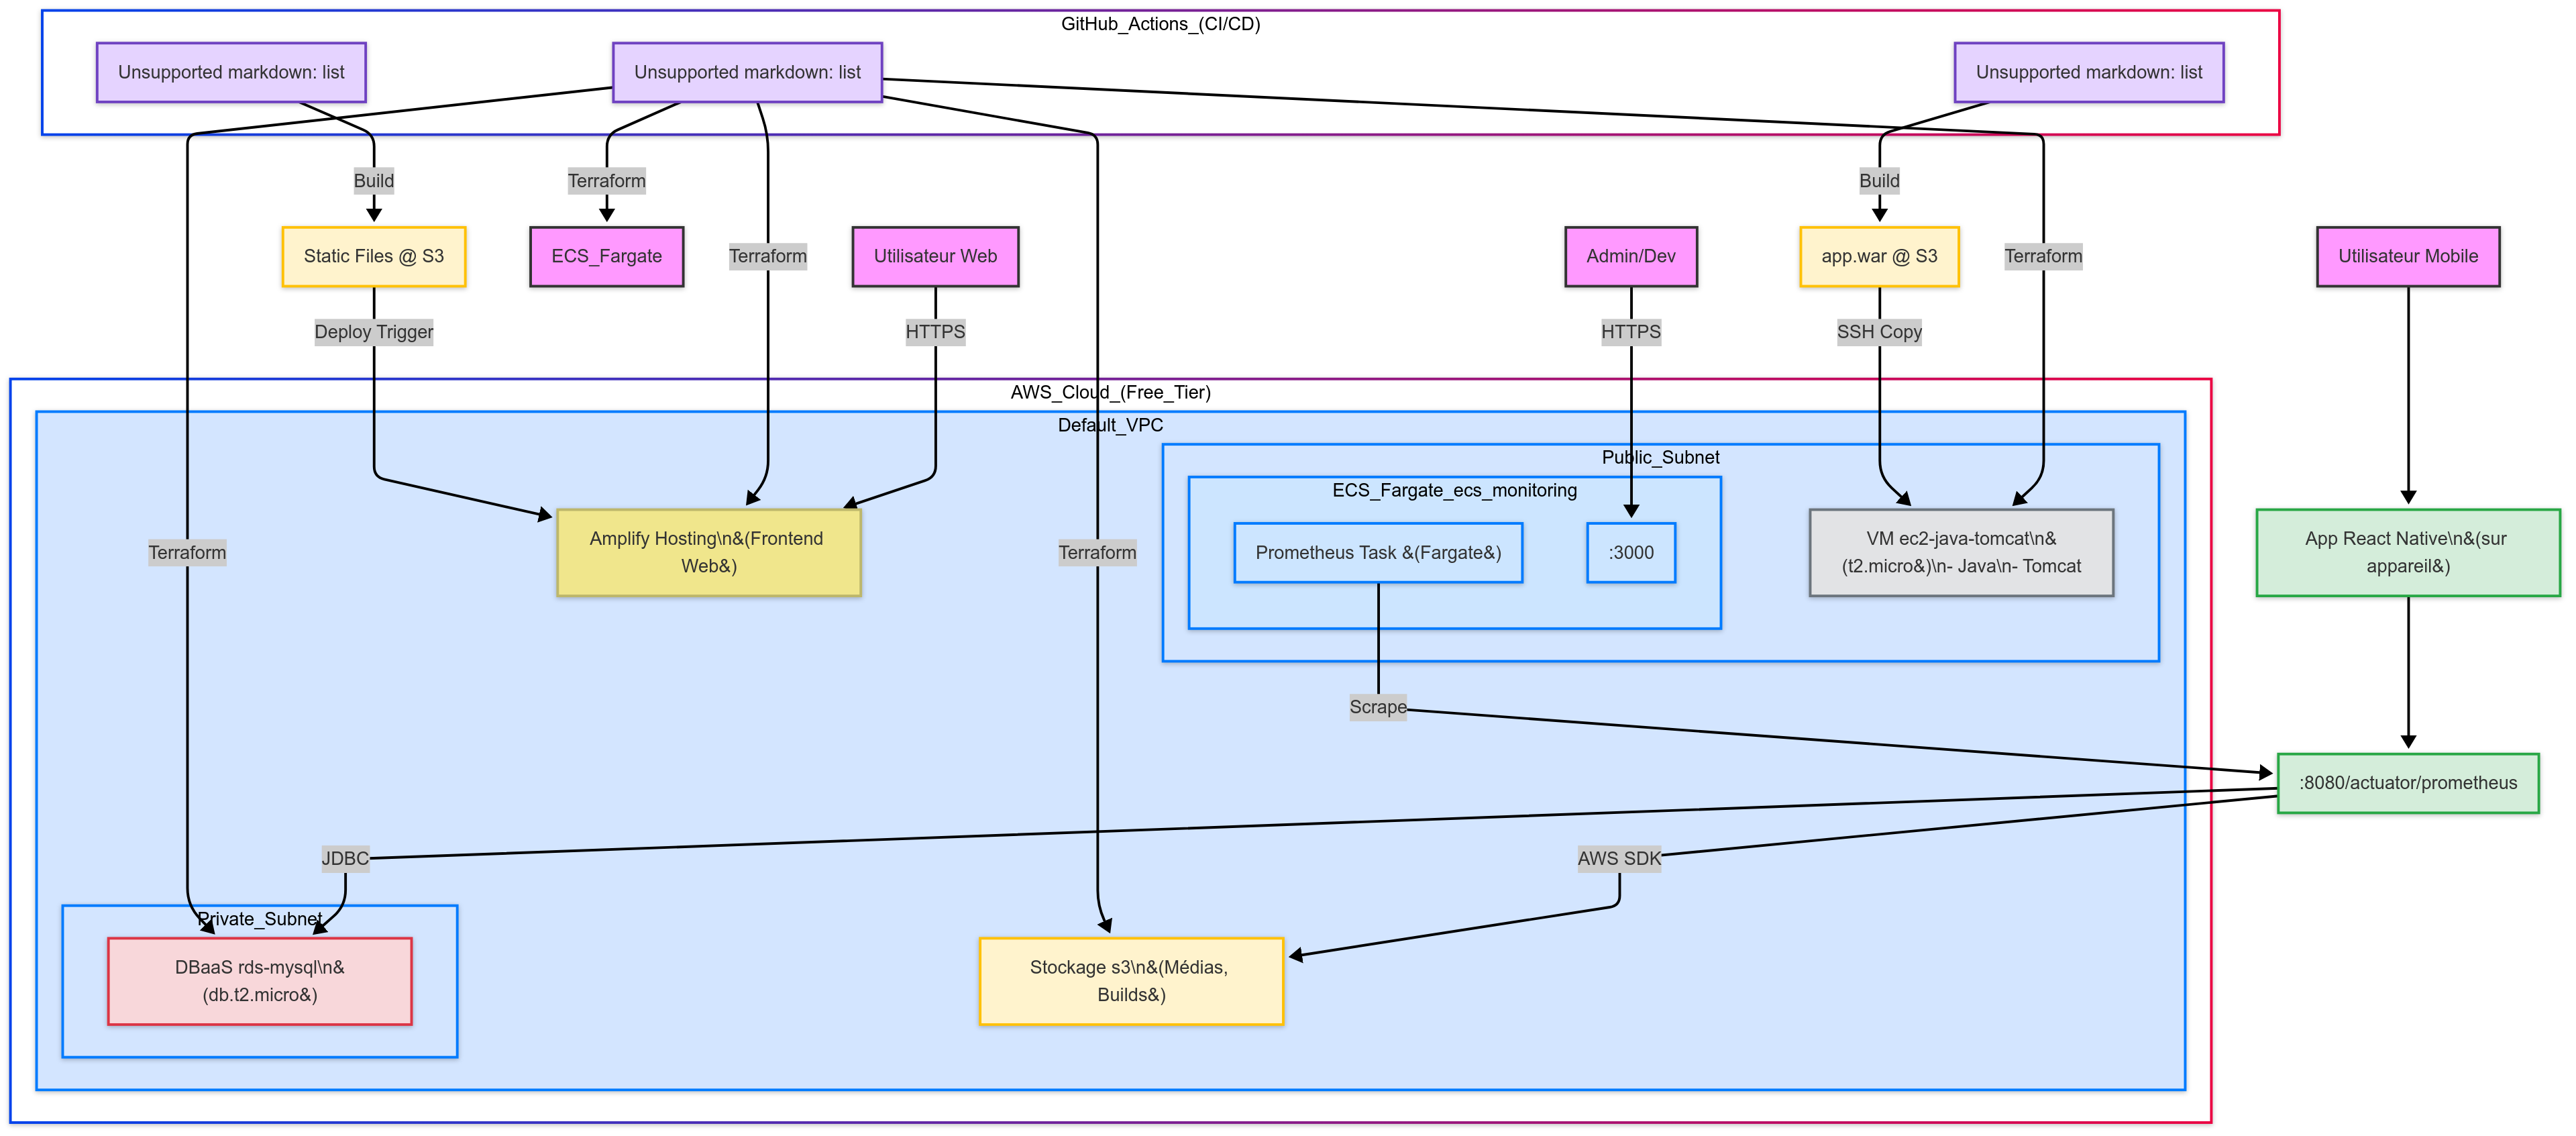 GitHub_Actions_(CI/CD)
Unsupported markdown: list
Unsupported markdown: list
Unsupported markdown: list
Build
Terraform
Build
Static Files @ S3
ECS_Fargate
Terraform
Utilisateur Web
Admin/Dev
app.war @ S3
Terraform
Utilisateur Mobile
Deploy Trigger
HTTPS
HTTPS
SSH Copy
AWS_Cloud_(Free_Tier)
Default_VPC
Public_Subnet
ECS_Fargate_ecs_monitoring
Terraform
Amplify Hosting\n&(Frontend
Web&)
Terraform
Prometheus Task &(Fargate&)
:3000
VM ec2-java-tomcat\n&
(t2.micro&)\n- Java\n- Tomcat
App React Native\n&(sur
appareil&)
Scrape
:8080/actuator/prometheus
JDBC
AWS SDK
Private_Subnet
DBaaS rds-mysql\n&
(db.t2.micro&)
Stockage s3\n&(Médias,
Builds&)